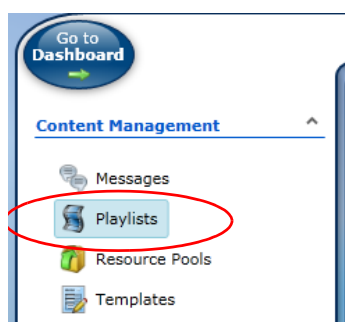 Go to
Dashboard
Content Management
Messages
Playlists
Resource Pools
Templates